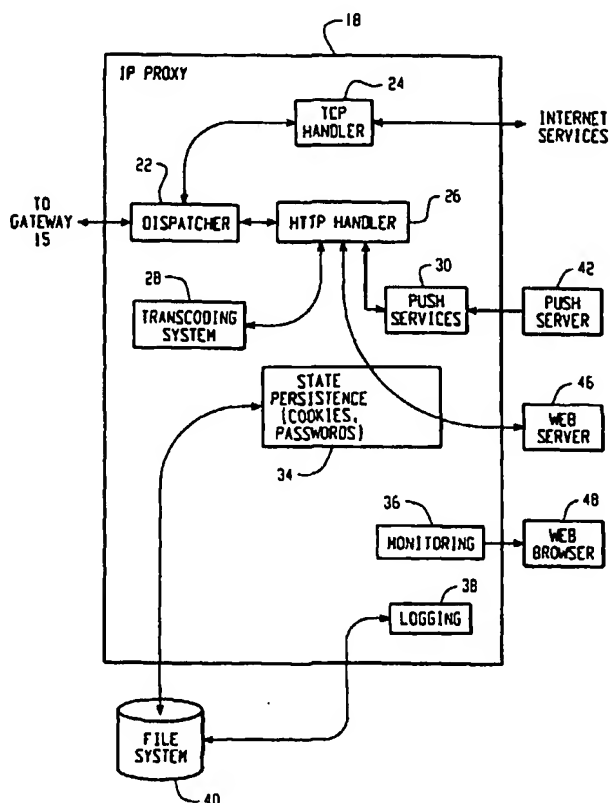 18
IP PROXY
24
TCP
HANDLER
INTERNET
SERVICES
22
26
TO
GATEWAY
15
DISPATCHER
HTTP HANDLER
28
30
42
TRANSCODING
SYSTEM
PUSH
SERVICES
PUSH
SERVER
STATE
PERSISTENCE
(COOKIES,
PASSWORDS)
34
46
WEB
SERVER
36
48
MONITORING
WEB
BROWSER
38
LOGGING
FILE
SYSTEM
40